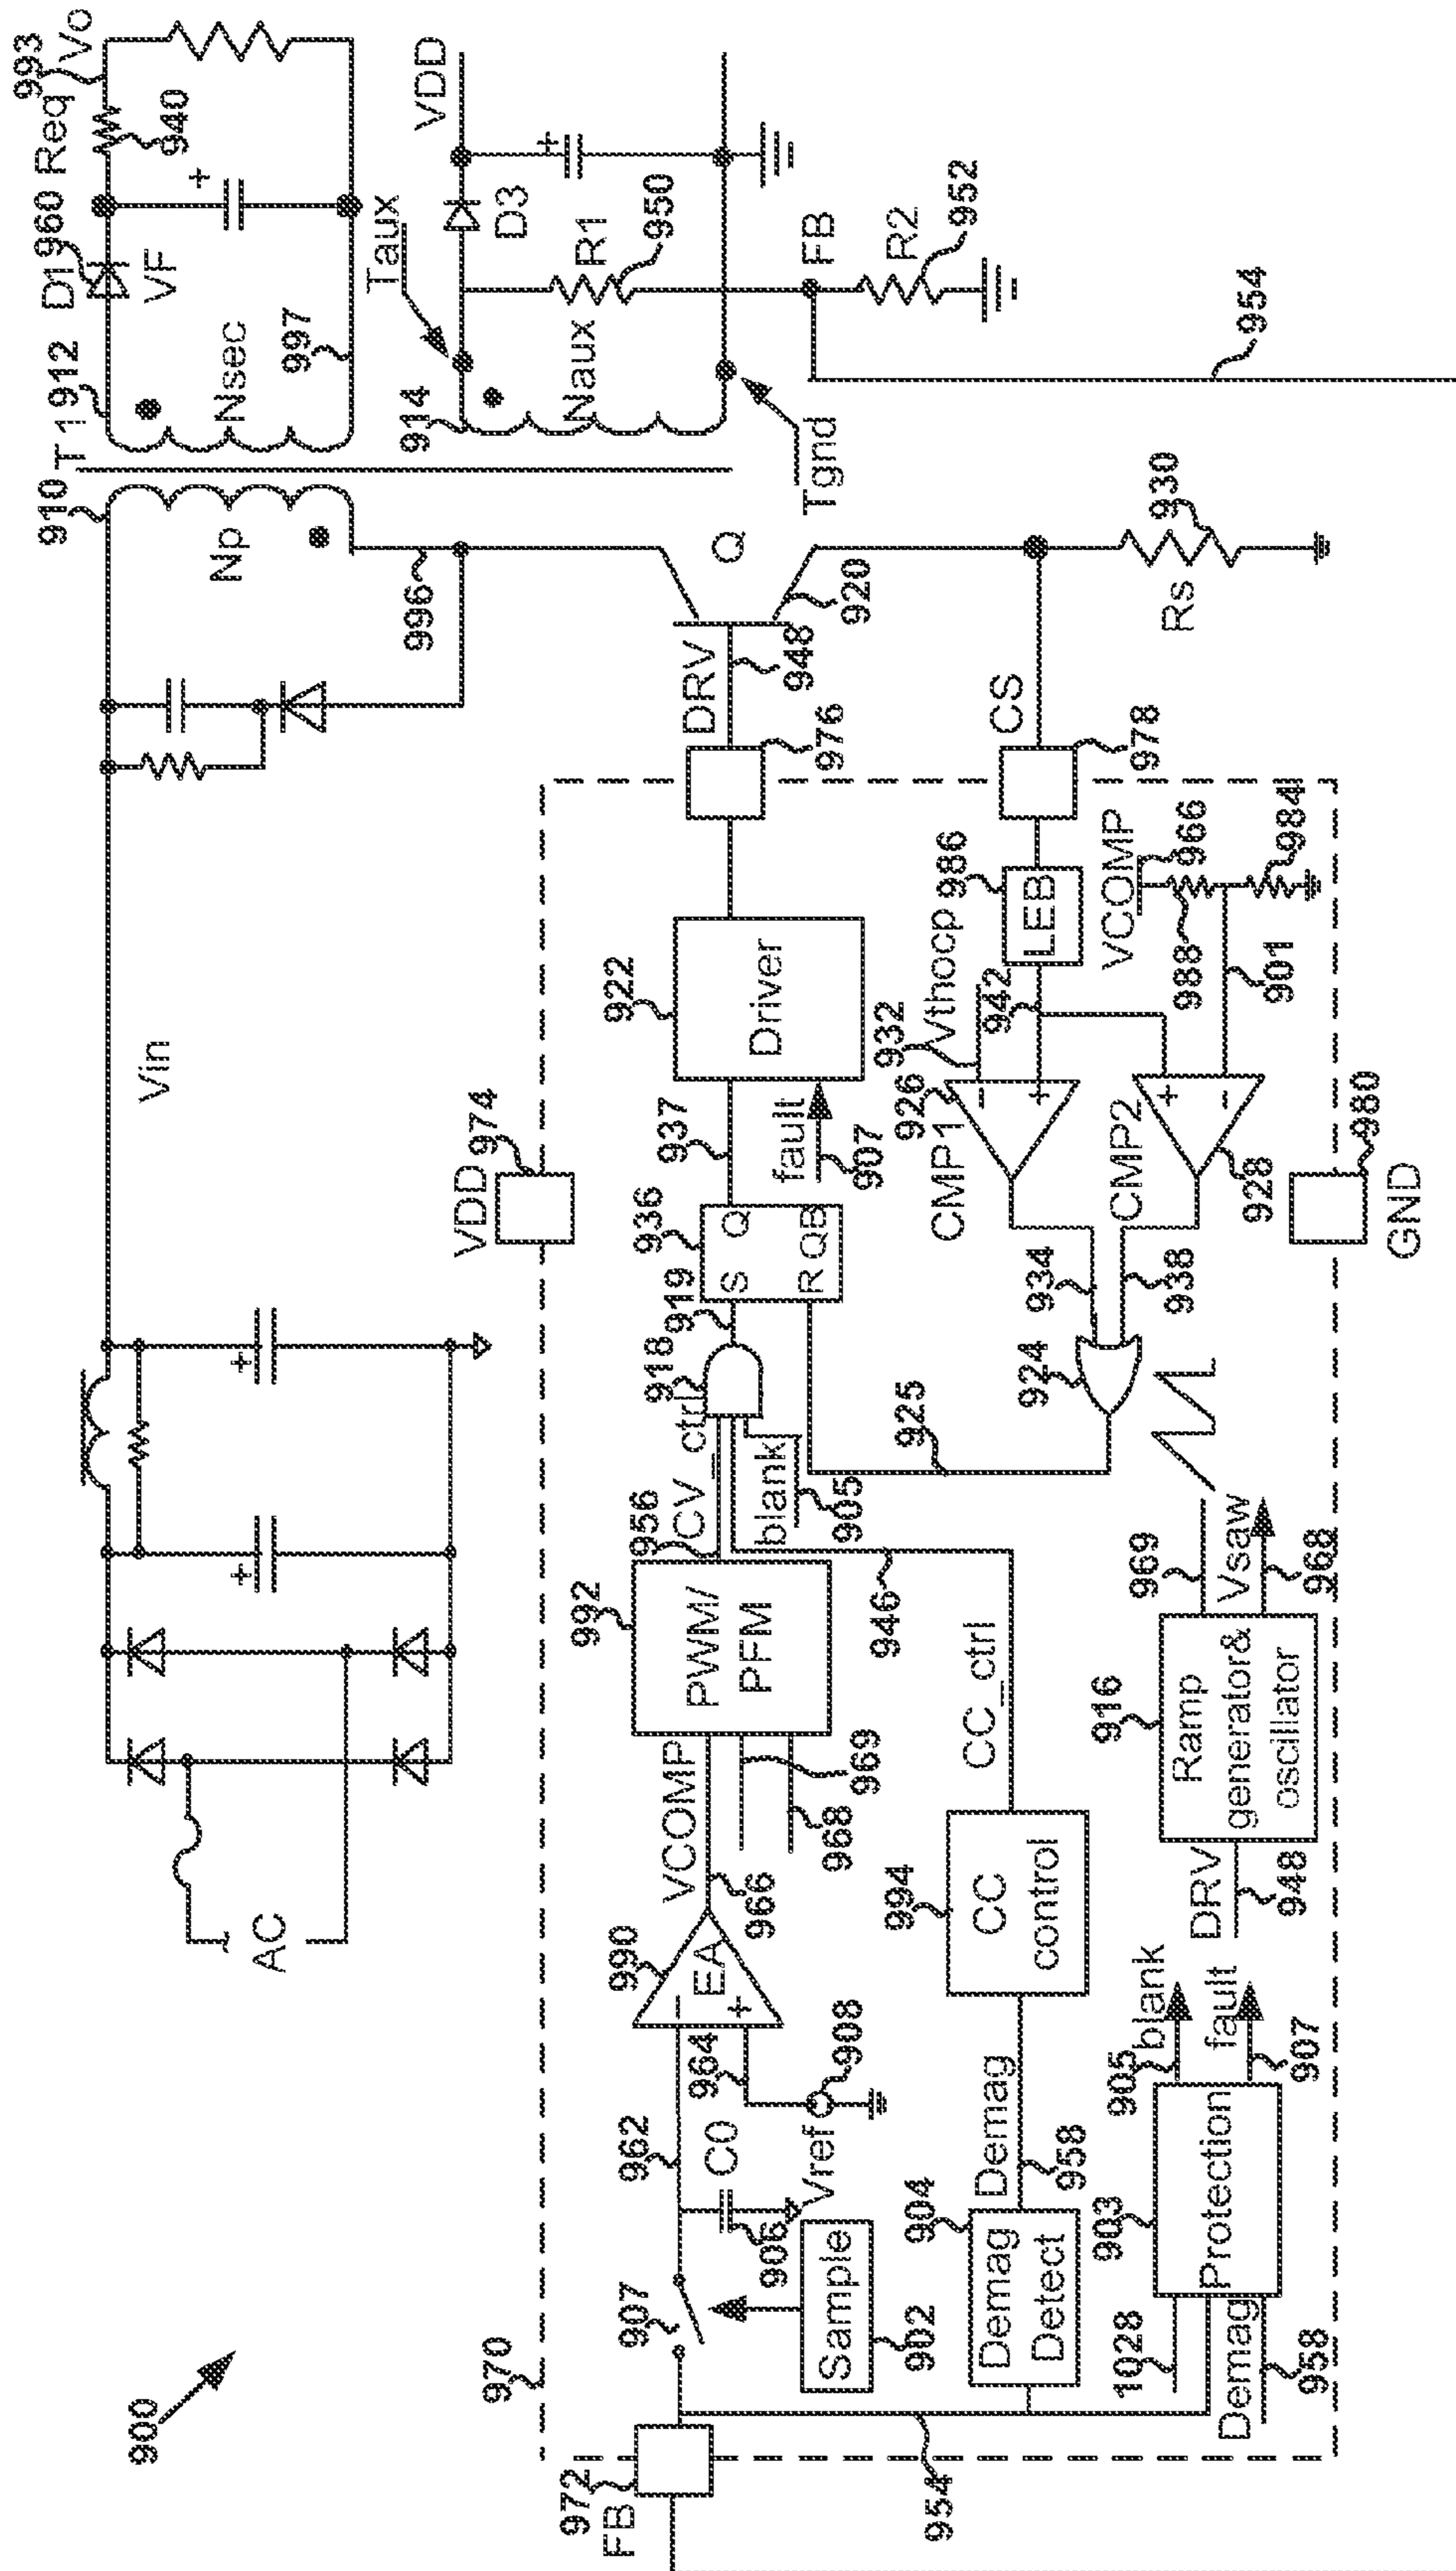 900
AC
Vin
910
T1
912
D1
960
Req
993
Vo
940
VF
Np
Nsec
997
996
914
Taux
VDD
D3
Naux
R1
950
Tgnd
FB
R2
952
954
Q
920
DRV
948
976
CS
978
Rs
930
970
VDD
974
972
FB
954
907
962
C0
906
Sample
902
Vref
908
964
990
EA
−
+
VCOMP
966
969
968
992
PWM/
PFM
956
CV_ctrl
blank
905
918
919
936
S Q
R QB
937
fault
907
922
Driver
946
CC_ctrl
925
924
934
938
CMP1
926
−
+
932
Vthocp
942
986
LEB
CMP2
928
+
−
VCOMP
966
988
984
901
904
Demag
Detect
Demag
958
994
CC
control
903
Protection
1028
Demag
958
905
blank
fault
907
DRV
948
916
Ramp
generator&
oscillator
969
Vsaw
968
980
GND